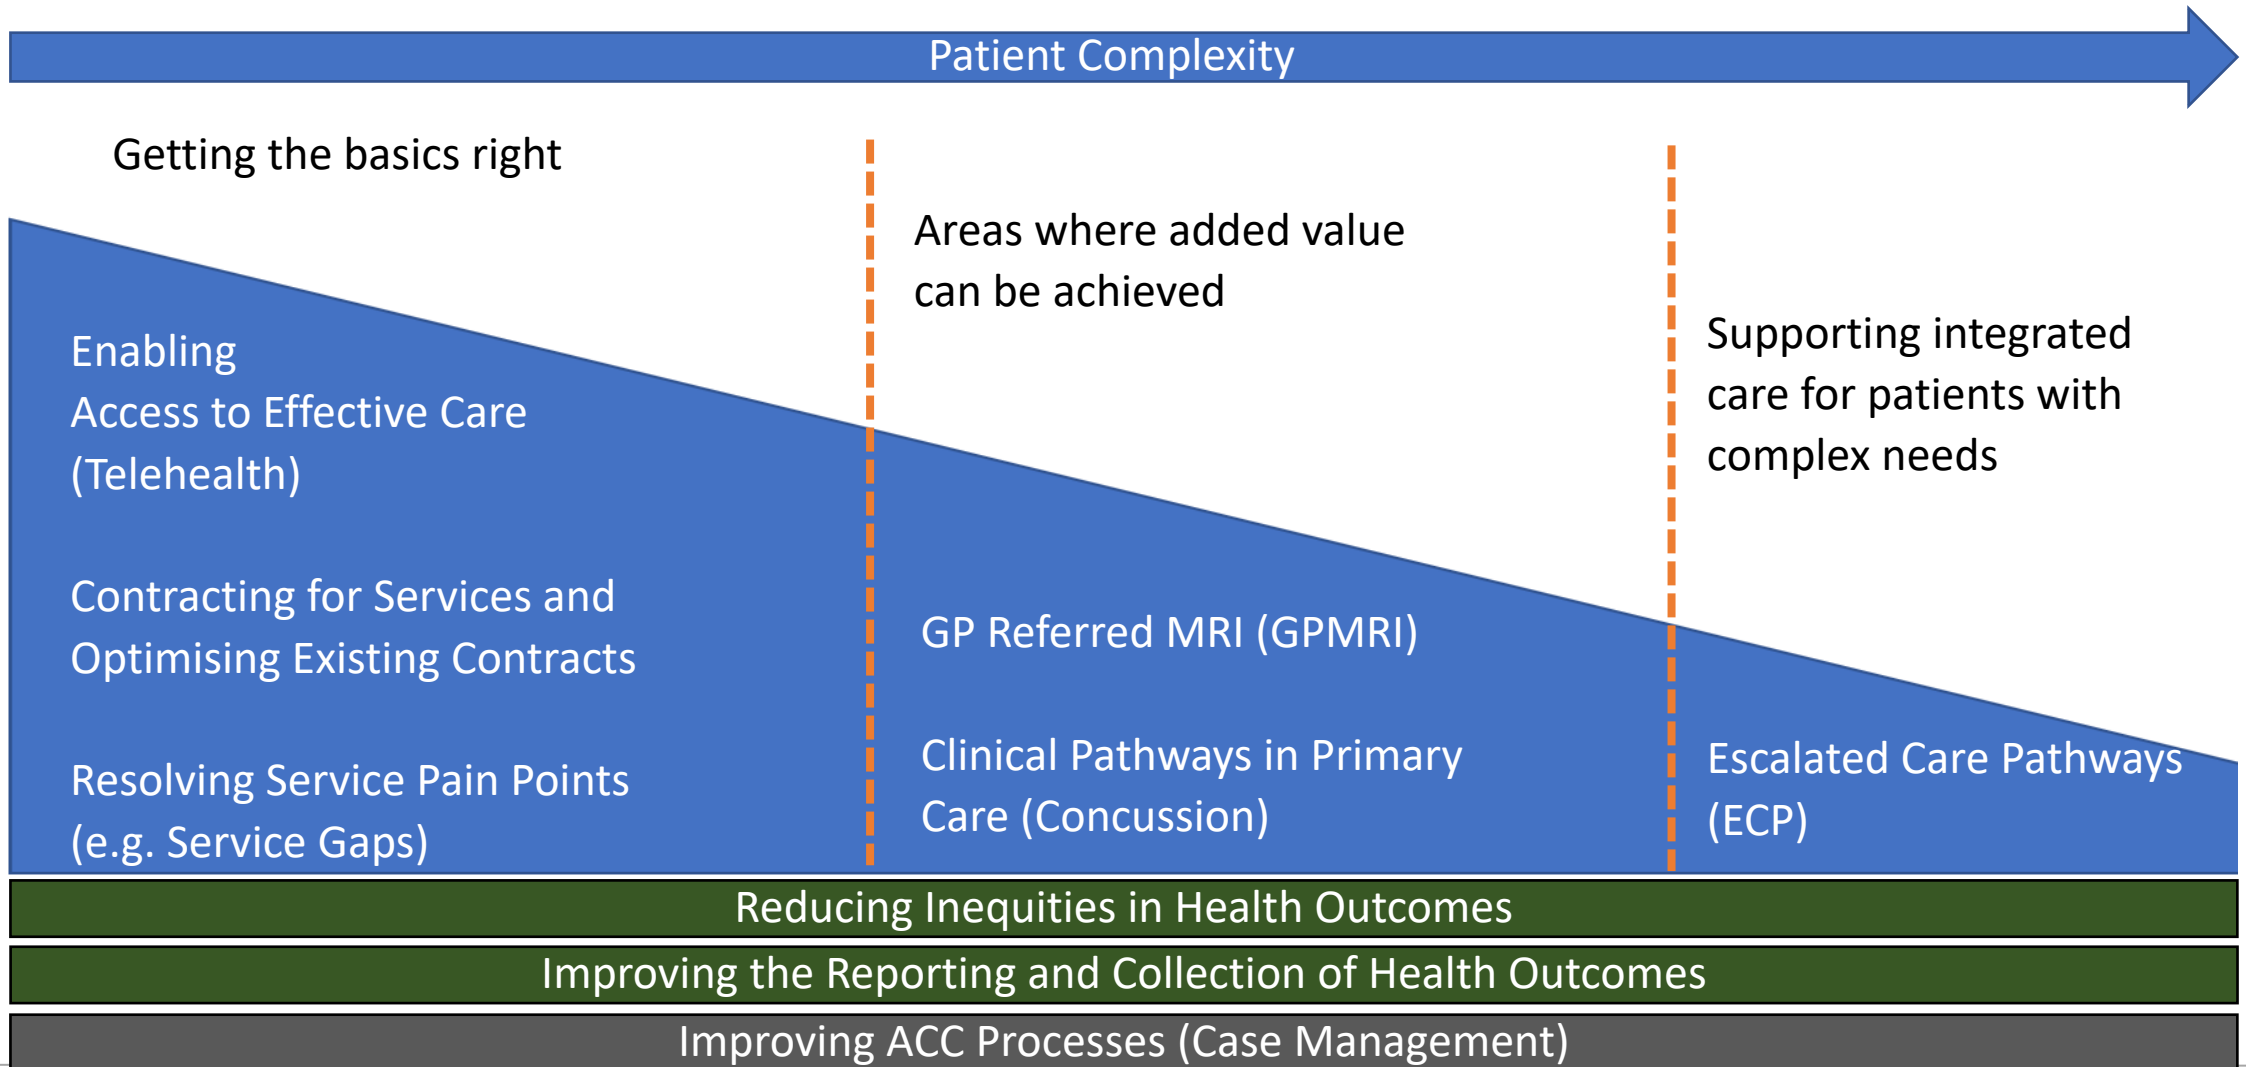 Patient Complexity
Getting the basics right
Enabling
Access to Effective Care
(Telehealth)
Contracting for Services and
Optimising Existing Contracts
Resolving Service Pain Points
(e.g. Service Gaps)
Areas where added value
can be achieved
GP Referred MRI (GPMRI)
Clinical Pathways in Primary
Care (Concussion)
Supporting integrated
care for patients with
complex needs
Escalated Care Pathways
(ECP)
Reducing Inequities in Health Outcomes
Improving the Reporting and Collection of Health Outcomes
Improving ACC Processes (Case Management)